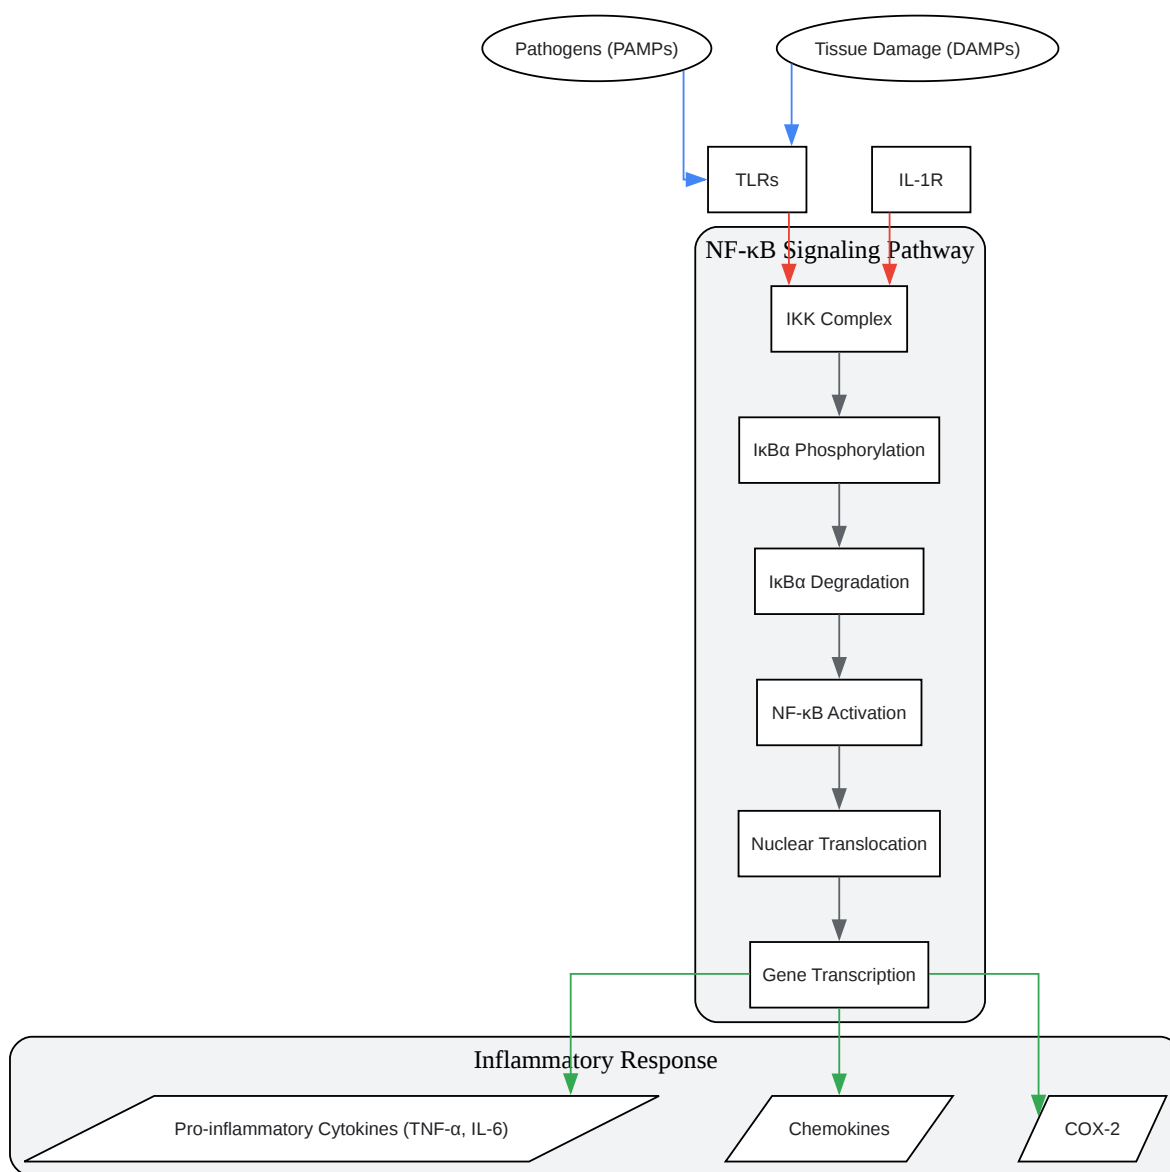 Pathogens (PAMPs)
Tissue Damage (DAMPs)
TLRs
IL-1R
NF-κB Signaling Pathway
IKK Complex
IκBα Phosphorylation
IκBα Degradation
NF-κB Activation
Nuclear Translocation
Gene Transcription
Inflammatory Response
Pro-inflammatory Cytokines (TNF-α, IL-6)
Chemokines
COX-2